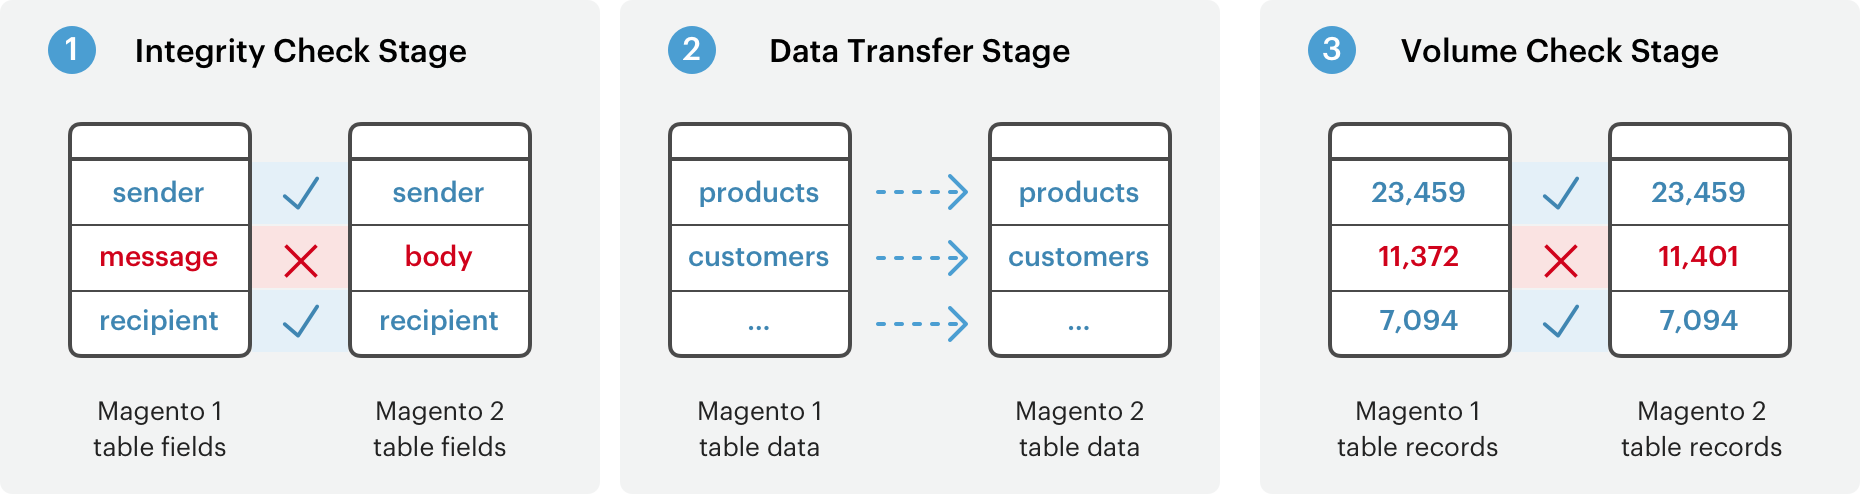 1 Integrity Check Stage
sender sender
message body
recipient recipient
Magento 1 Magento 2
table fields table fields
2 Data Transfer Stage
products products
customers customers
... ...
Magento 1 Magento 2
table data table data
3 Volume Check Stage
23,459 23,459
11,372 11,401
7,094 7,094
Magento 1 Magento 2
table records table records